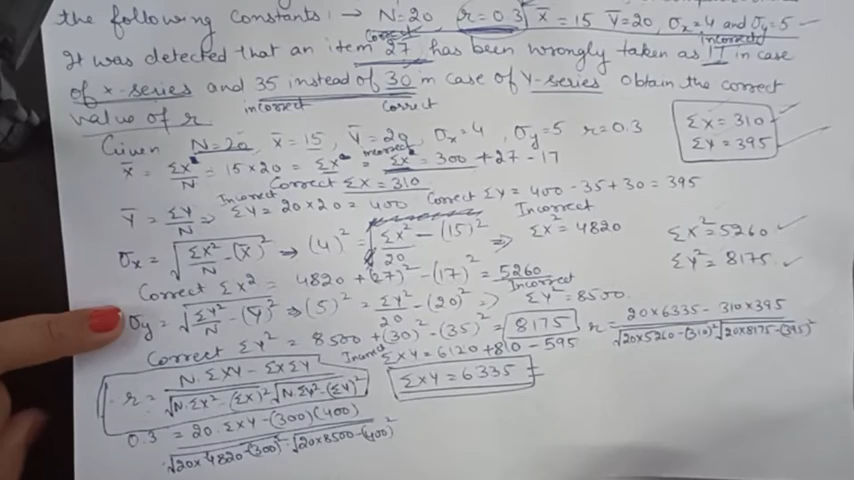 the following constants :→ N=20 r=0.3 x̄=15 ȳ=20, σx=4 and σy=5
Correct Incorrect
It was detected that an item 27 has been wrongly taken as 17 in case
of x-series and 35 instead of 30 in case of Y-series Obtain the correct
incorrect Correct
value of r
Given N=20, x̄=15, ȳ=20, σx=4, σy=5 r=0.3
ΣX=310
ΣY=395
X̄ = ΣX/N = 15×20 = ΣX = Incorrect ΣX = 300 + 27 - 17
Correct ΣX = 310
Ȳ = ΣY/N ⇒ Incorrect ΣY = 20×20 = 400 Correct ΣY = 400 - 35 + 30 = 395
σx = √(ΣX²/N - (X̄)²) → (4)² = ΣX²/20 - (15)² ⇒ Incorrect ΣX² = 4820
ΣX² = 5260
ΣY² = 8175
Correct ΣX² = 4820 + (27)² - (17)² = 5260
σy = √(ΣY²/N - (Ȳ)²) ⇒ (5)² = ΣY²/20 - (20)² ⇒ Incorrect ΣY² = 8500
Correct ΣY² = 8500 + (30)² - (35)² = 8175
r = 20×6335 - 310×395 / √20×5260-(310)² √20×8175-(395)²
Incorrect ΣXY = 6120 + 810 - 595
r = N.ΣXY - ΣXΣY / √N.ΣX²-(ΣX)² √N.ΣY²-(ΣY)²
ΣXY = 6335
0.3 = 20.ΣXY - (300)(400) / √20×4820-(300)² √20×8500-(400)²